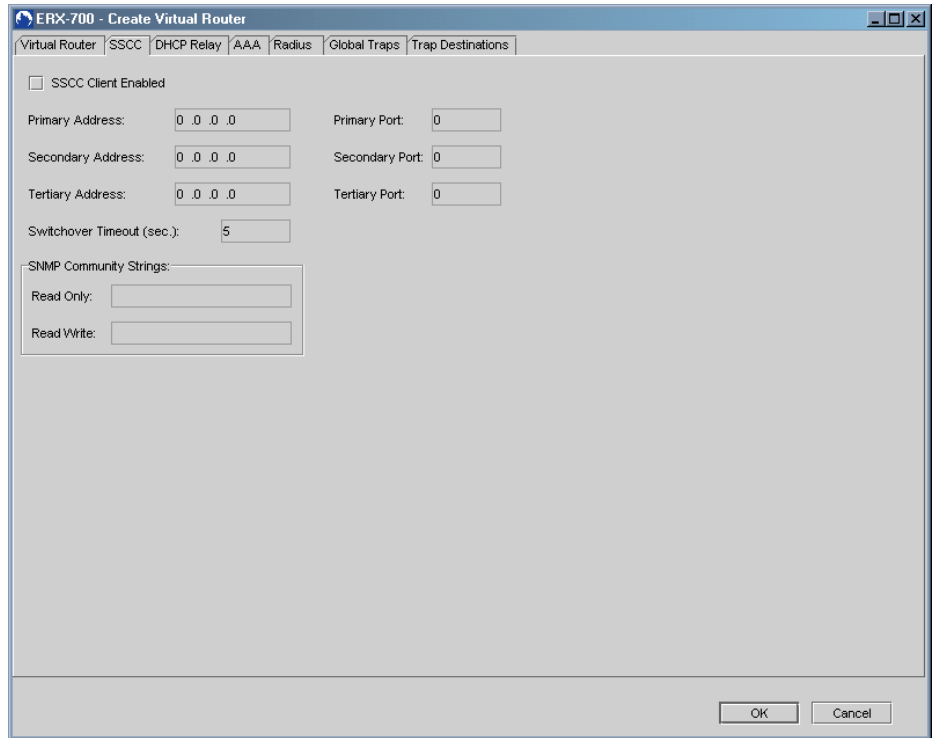 ERX-700 - Create Virtual Router
Virtual Router SSCC DHCP Relay AAA Radius Global Traps Trap Destinations
SSCC Client Enabled
Primary Address: 0 .0 .0 .0 Primary Port: 0
Secondary Address: 0 .0 .0 .0 Secondary Port: 0
Tertiary Address: 0 .0 .0 .0 Tertiary Port: 0
Switchover Timeout (sec.): 5
SNMP Community Strings:
Read Only:
Read Write:
OK Cancel